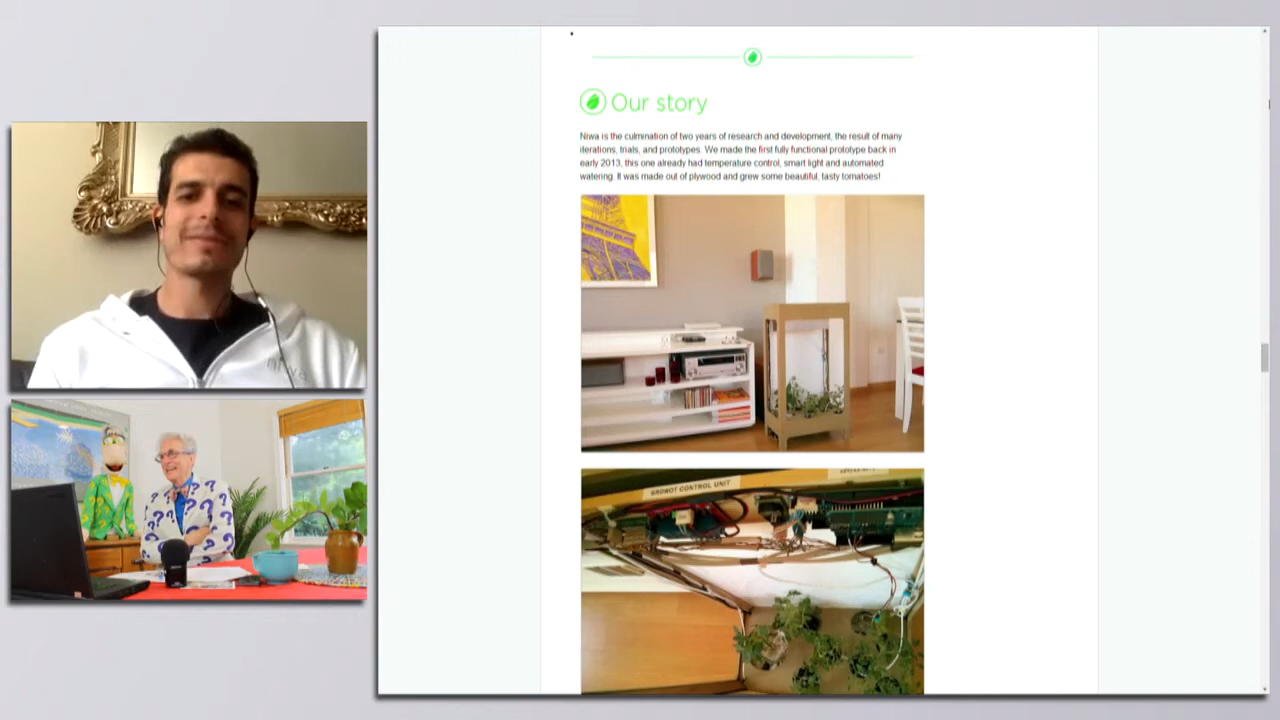 Our story
Niwa is the culmination of two years of research and development, the result of many
iterations, trials, and prototypes. We made the first fully functional prototype back in
early 2013, this one already had temperature control, smart light and automated
watering. It was made out of plywood and grew some beautiful, tasty tomatoes!
GROWOT CONTROL UNIT